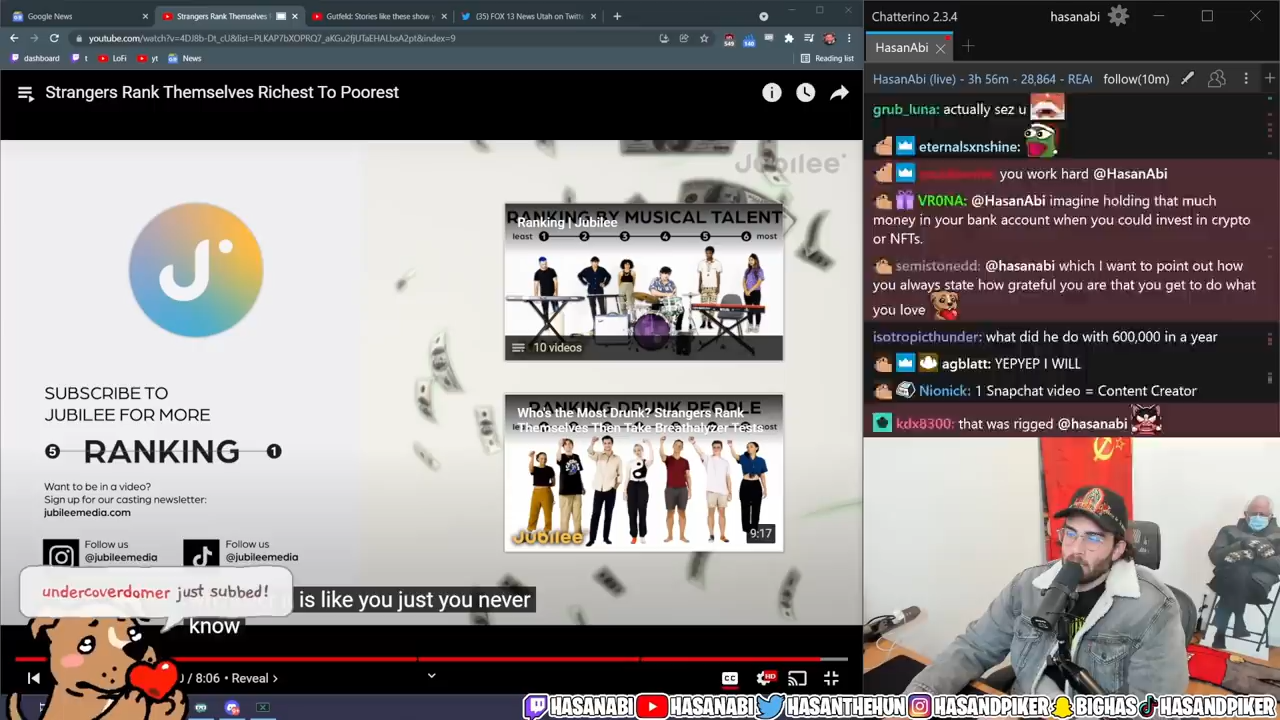 Google News
Strangers Rank Themselves
Gutfeld: Stories like these show
(35) FOX 13 News Utah on Twitt
youtube.com/watch?v=4DJ8b-Dt_cU&list=PLKAP7bXOPRQ7_aKGu2fjUTaEHALbsA2pt&index=9
549
140
dashboard
t
LoFi
yt
News
Reading list
Strangers Rank Themselves Richest To Poorest
Jubilee
RANKING BY MUSICAL TALENT
Ranking | Jubilee
least 1 2 3 4 5 6 most
10 videos
SUBSCRIBE TO
JUBILEE FOR MORE
5 RANKING 1
Want to be in a video?
Sign up for our casting newsletter:
jubileemedia.com
Follow us
@jubileemedia
Follow us
@jubileemedia
RANKING DRUNK PEOPLE
Who's the Most Drunk? Strangers Rank
Themselves Then Take Breathalyzer Tests
most
Jubilee
9:17
undercoverdomer just subbed!
is like you just you never
know
/ 8:06 • Reveal
CC
HD
Chatterino 2.3.4
hasanabi
HasanAbi
HasanAbi (live) - 3h 56m - 28,864 - REAC
follow(10m)
grub_luna: actually sez u
eternalsxnshine:
you work hard @HasanAbi
VR0NA: @HasanAbi imagine holding that much
money in your bank account when you could invest in crypto
or NFTs.
semistonedd: @hasanabi which I want to point out how
you always state how grateful you are that you get to do what
you love
isotropicthunder: what did he do with 600,000 in a year
agblatt: YEPYEP I WILL
Nionick: 1 Snapchat video = Content Creator
kdx8300: that was rigged @hasanabi
HASANABI
HASANABI
HASANTHEHUN
HASANDPIKER
BIGHAS
HASANDPIKER